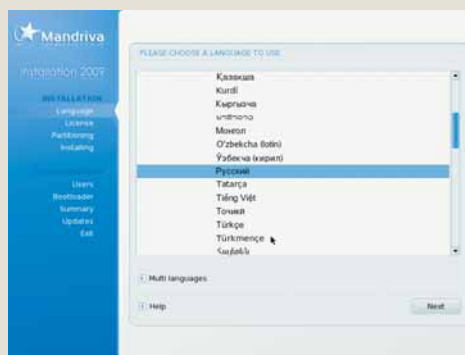 Mandriva
Installation 2009
INSTALLATION
Language
License
Partitioning
Installing
Users
Bootloader
Summary
Updates
Exit
PLEASE CHOOSE A LANGUAGE TO USE
Қазақша
Kurdî
Кыргызча
Монгол
O'zbekcha (lotin)
Ўзбекча (кирил)
Русский
Tatarça
Tiếng Việt
Тоҷикӣ
Türkçe
Türkmençe
Հայերեն
Multi languages
Help
Next